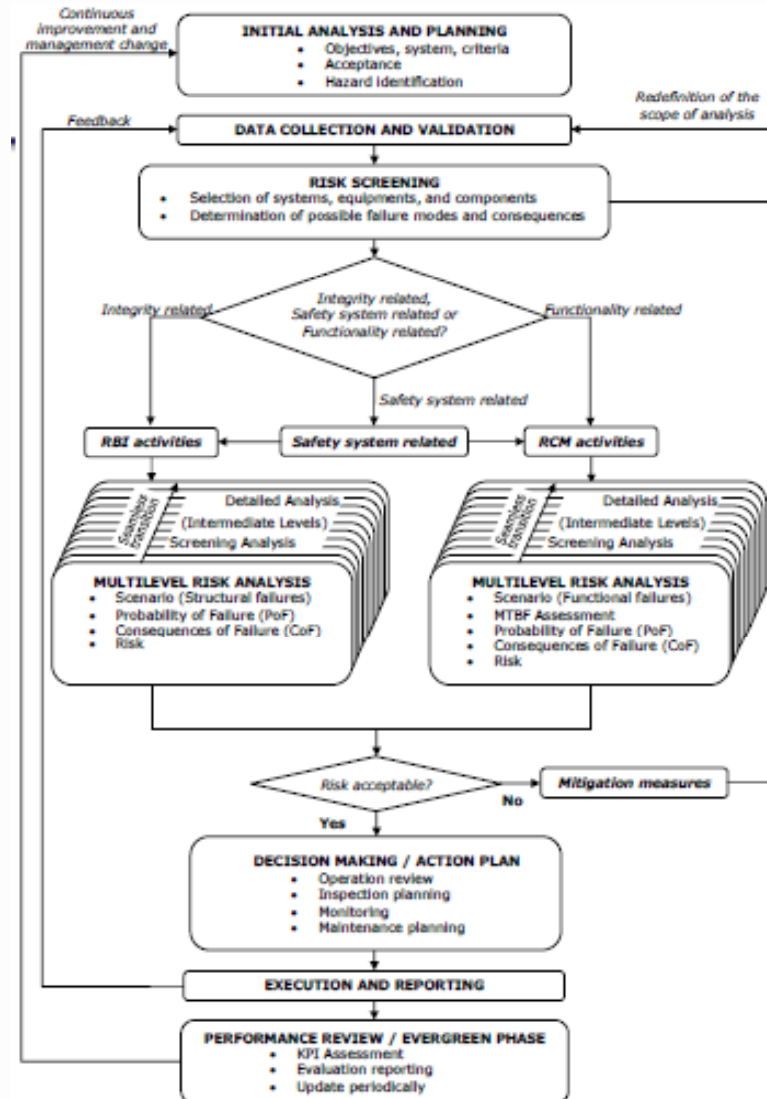 Continuous
improvement and
management change
INITIAL ANALYSIS AND PLANNING
• Objectives, system, criteria
• Acceptance
• Hazard identification
Feedback
Redefinition of the
scope of analysis
DATA COLLECTION AND VALIDATION
RISK SCREENING
• Selection of systems, equipments, and components
• Determination of possible failure modes and consequences
Integrity related
Integrity related,
Safety system related or
Functionality related?
Functionality related
Safety system related
RBI activities
Safety system related
RCM activities
Seamless
transition
Detailed Analysis
(Intermediate Levels)
Screening Analysis
MULTILEVEL RISK ANALYSIS
• Scenario (Structural failures)
• Probability of Failure (PoF)
• Consequences of Failure (CoF)
• Risk
Seamless
transition
Detailed Analysis
(Intermediate Levels)
Screening Analysis
MULTILEVEL RISK ANALYSIS
• Scenario (Functional failures)
• MTBF Assessment
• Probability of Failure (PoF)
• Consequences of Failure (CoF)
• Risk
Risk acceptable?
No
Mitigation measures
Yes
DECISION MAKING / ACTION PLAN
• Operation review
• Inspection planning
• Monitoring
• Maintenance planning
EXECUTION AND REPORTING
PERFORMANCE REVIEW / EVERGREEN PHASE
• KPI Assessment
• Evaluation reporting
• Update periodically